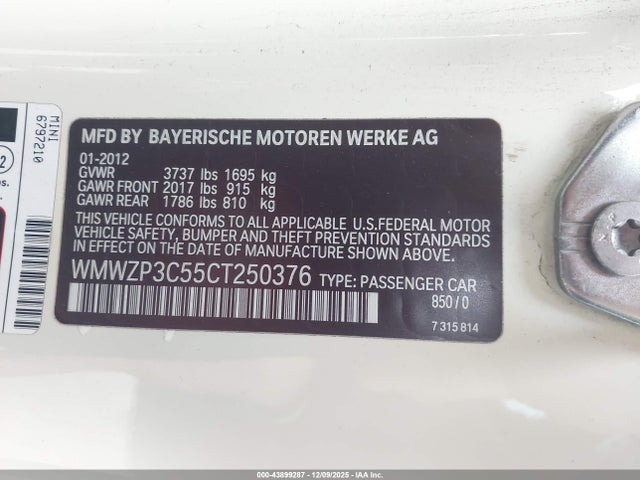 MINI
6797210
2
s.
MFD BY BAYERISCHE MOTOREN WERKE AG
01-2012
GVWR 3737 lbs 1695 kg
GAWR FRONT 2017 lbs 915 kg
GAWR REAR 1786 lbs 810 kg
THIS VEHICLE CONFORMS TO ALL APPLICABLE U.S.FEDERAL MOTOR
VEHICLE SAFETY, BUMPER AND THEFT PREVENTION STANDARDS
IN EFFECT ON THE DATE OF MANUFACTURE SHOWN ABOVE.
WMWZP3C55CT250376 TYPE: PASSENGER CAR
850 / 0
7 315 814
000-43899267 - 12/09/2025 - IAA, Inc.